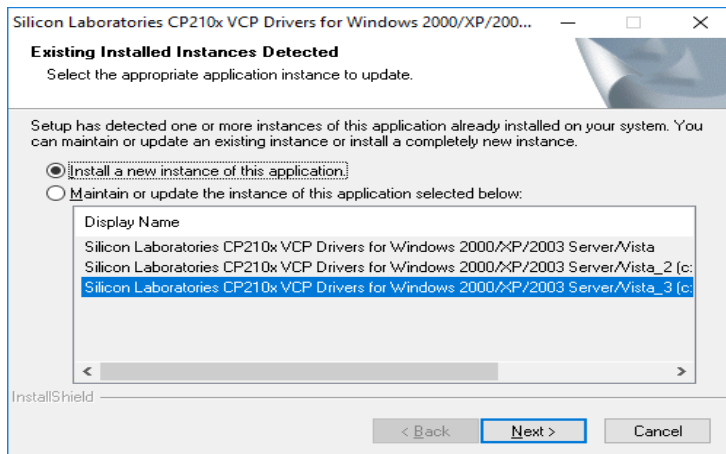 Silicon Laboratories CP210x VCP Drivers for Windows 2000/XP/200...
Existing Installed Instances Detected
Select the appropriate application instance to update.
Setup has detected one or more instances of this application already installed on your system. You
can maintain or update an existing instance or install a completely new instance.
Install a new instance of this application.
Maintain or update the instance of this application selected below:
Display Name
Silicon Laboratories CP210x VCP Drivers for Windows 2000/XP/2003 Server/Vista
Silicon Laboratories CP210x VCP Drivers for Windows 2000/XP/2003 Server/Vista_2 (c:
Silicon Laboratories CP210x VCP Drivers for Windows 2000/XP/2003 Server/Vista_3 (c:
InstallShield
< Back Next > Cancel